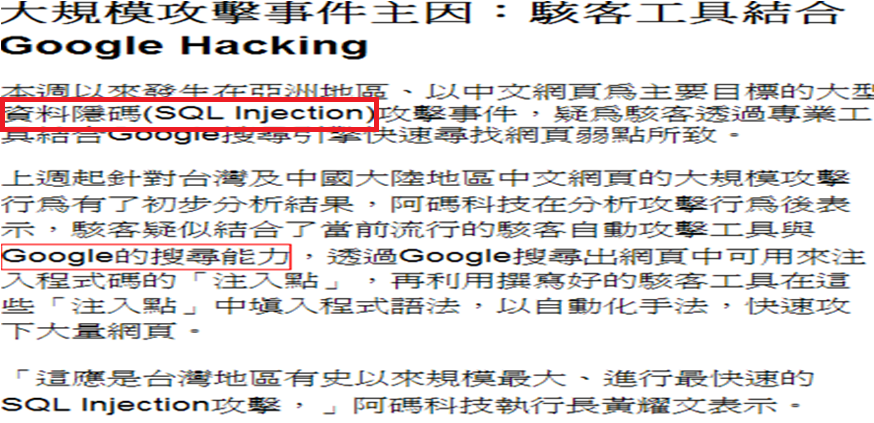 大規模攻擊事件主因：駭客工具結合
Google Hacking
本週以來發生在亞洲地區、以中文網頁為主要目標的大型
資料隱碼(SQL Injection)攻擊事件，疑為駭客透過專業工
具結合Google搜尋引擎快速尋找網頁弱點所致。
上週起針對台灣及中國大陸地區中文網頁的大規模攻擊
行為有了初步分析結果，阿碼科技在分析攻擊行為後表
示，駭客疑似結合了當前流行的駭客自動攻擊工具與
Google的搜尋能力，透過Google搜尋出網頁中可用來注
入程式碼的「注入點」，再利用撰寫好的駭客工具在這
些「注入點」中填入程式語法，以自動化手法，快速攻
下大量網頁。
「這應是台灣地區有史以來規模最大、進行最快速的
SQL Injection攻擊，」阿碼科技執行長黃耀文表示。